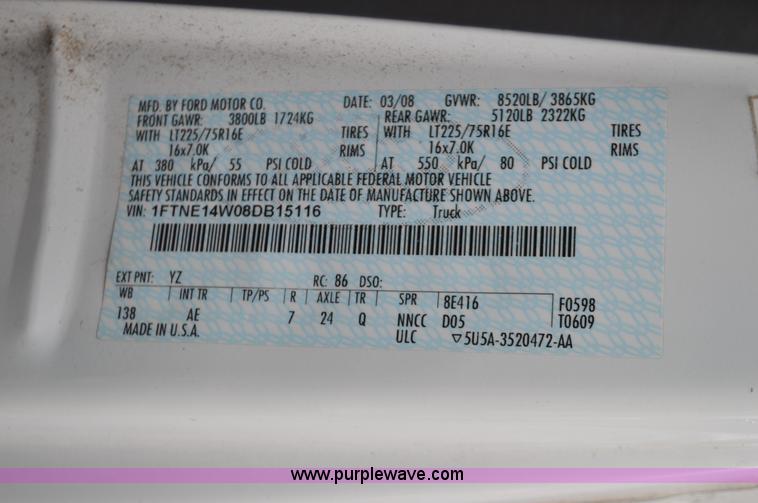 MFD. BY FORD MOTOR CO. DATE: 03/08 GVWR: 8520LB/ 3865KG
FRONT GAWR: 3800LB 1724KG REAR GAWR: 5120LB 2322KG
WITH LT225/75R16E TIRES WITH LT225/75R16E TIRES
16x7.0K RIMS 16x7.0K RIMS
AT 380 kPa/ 55 PSI COLD AT 550 kPa/ 80 PSI COLD
THIS VEHICLE CONFORMS TO ALL APPLICABLE FEDERAL MOTOR VEHICLE
SAFETY STANDARDS IN EFFECT ON THE DATE OF MANUFACTURE SHOWN ABOVE.
VIN: 1FTNE14W08DB15116 TYPE: Truck
EXT PNT: YZ RC: 86 DSO:
WB INT TR TP/PS R AXLE TR SPR 8E416 F0598
138 AE 7 24 Q NNCC D05 T0609
MADE IN U.S.A. ULC ▽5U5A-3520472-AA
www.purplewave.com